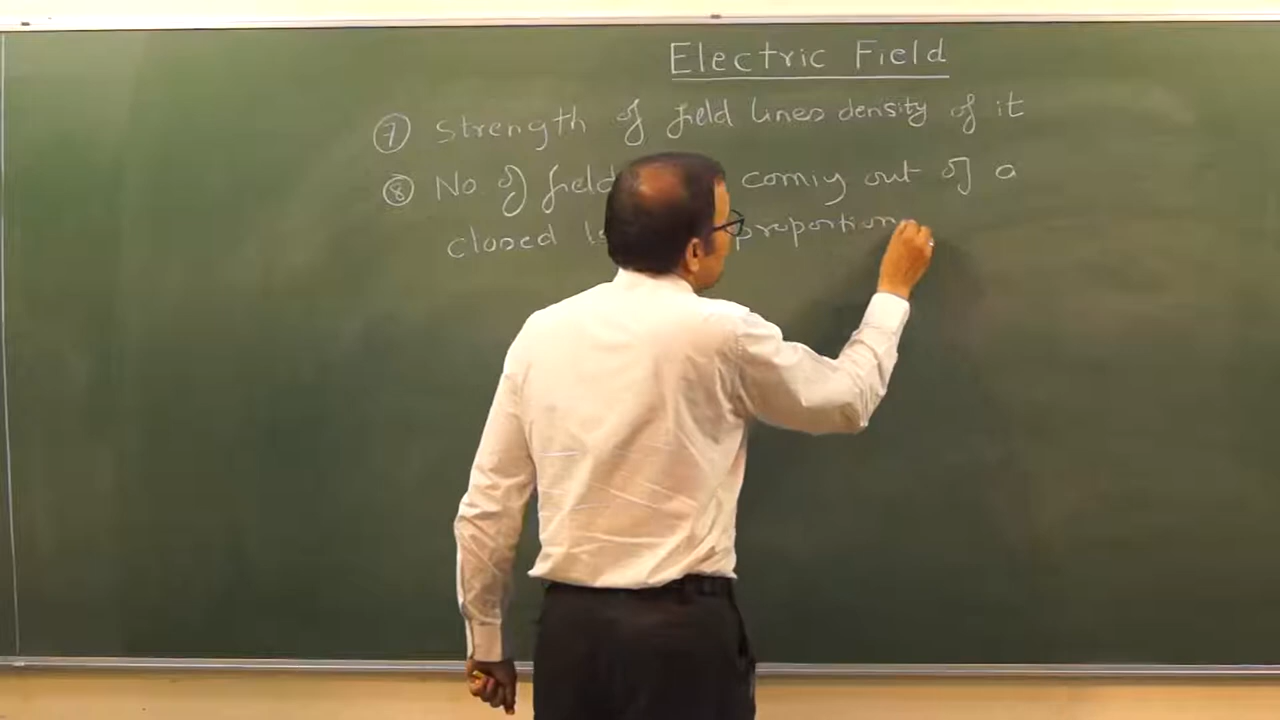 Electric Field
⑦ Strength of field lines density of it
⑧ No of field coming out of a
closed proportion